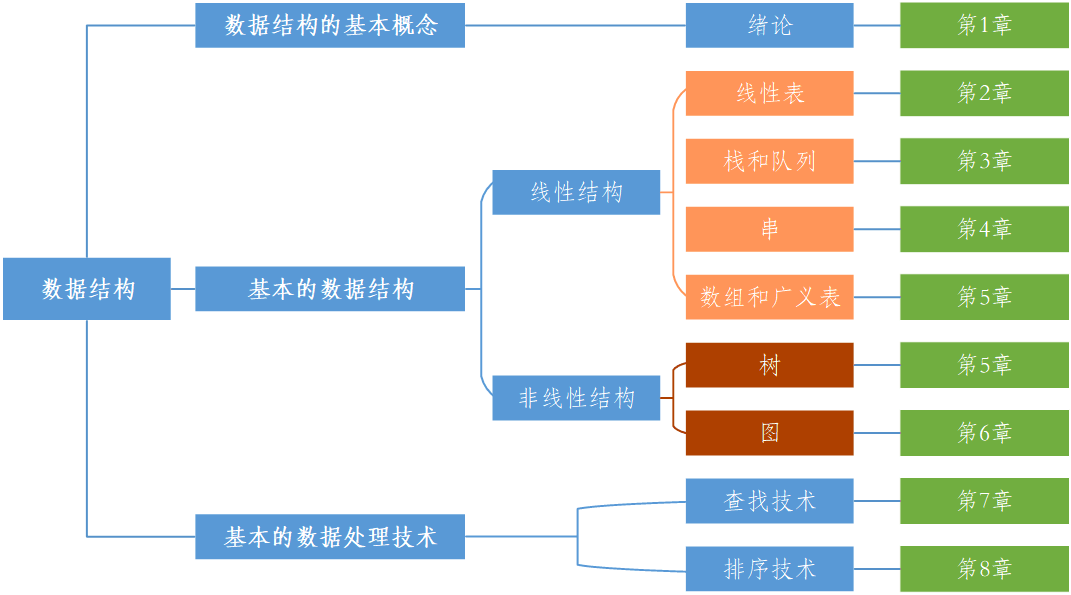 数据结构的基本概念
绪论
第1章
线性表
第2章
栈和队列
第3章
线性结构
串
第4章
数据结构
基本的数据结构
数组和广义表
第5章
树
第5章
非线性结构
图
第6章
查找技术
第7章
基本的数据处理技术
排序技术
第8章